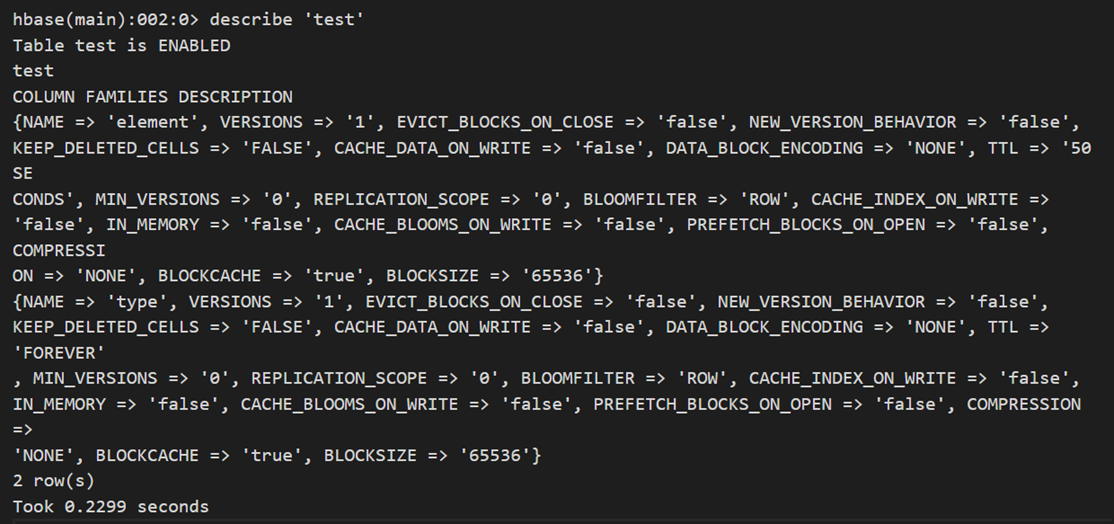 hbase(main):002:0> describe 'test'
Table test is ENABLED
test
COLUMN FAMILIES DESCRIPTION
{NAME => 'element', VERSIONS => '1', EVICT_BLOCKS_ON_CLOSE => 'false', NEW_VERSION_BEHAVIOR => 'false',
KEEP_DELETED_CELLS => 'FALSE', CACHE_DATA_ON_WRITE => 'false', DATA_BLOCK_ENCODING => 'NONE', TTL => '50
SE
CONDS', MIN_VERSIONS => '0', REPLICATION_SCOPE => '0', BLOOMFILTER => 'ROW', CACHE_INDEX_ON_WRITE =>
'false', IN_MEMORY => 'false', CACHE_BLOOMS_ON_WRITE => 'false', PREFETCH_BLOCKS_ON_OPEN => 'false',
COMPRESSI
ON => 'NONE', BLOCKCACHE => 'true', BLOCKSIZE => '65536'}
{NAME => 'type', VERSIONS => '1', EVICT_BLOCKS_ON_CLOSE => 'false', NEW_VERSION_BEHAVIOR => 'false',
KEEP_DELETED_CELLS => 'FALSE', CACHE_DATA_ON_WRITE => 'false', DATA_BLOCK_ENCODING => 'NONE', TTL =>
'FOREVER'
, MIN_VERSIONS => '0', REPLICATION_SCOPE => '0', BLOOMFILTER => 'ROW', CACHE_INDEX_ON_WRITE => 'false',
IN_MEMORY => 'false', CACHE_BLOOMS_ON_WRITE => 'false', PREFETCH_BLOCKS_ON_OPEN => 'false', COMPRESSION
=>
'NONE', BLOCKCACHE => 'true', BLOCKSIZE => '65536'}
2 row(s)
Took 0.2299 seconds